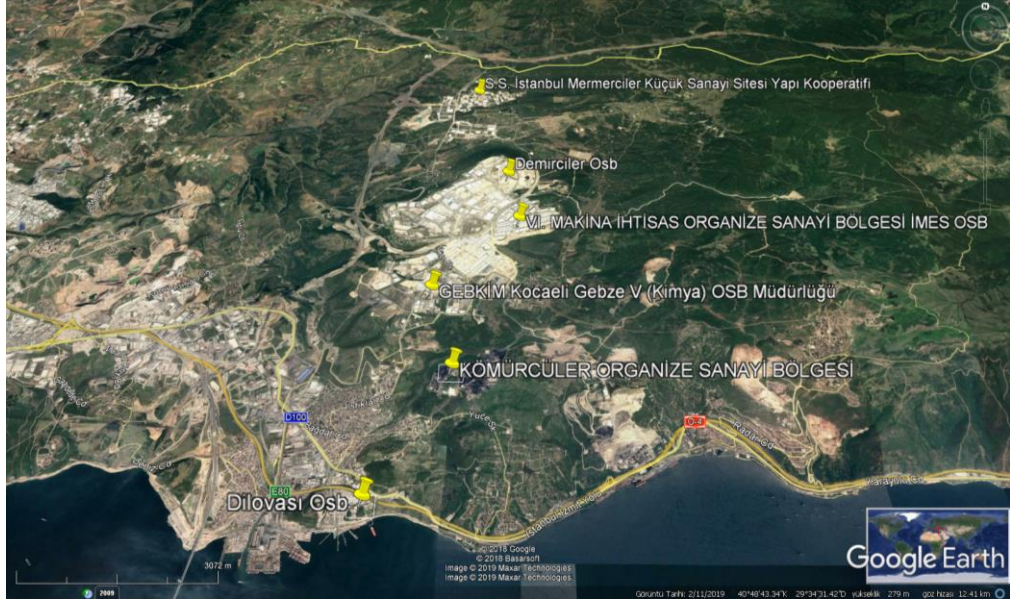 N
S.S. İstanbul Mermerciler Küçük Sanayi Sitesi Yapı Kooperatifi
Demirciler Osb
VI. MAKİNA İHTİSAS ORGANİZE SANAYİ BÖLGESİ İMES OSB
GEBKİM Kocaeli Gebze V (Kimya) OSB Müdürlüğü
KÖMÜRCÜLER ORGANİZE SANAYİ BÖLGESİ
D100
O-4
E80
Dilovası Osb
© 2018 Google
© 2018 Basarsoft
Image © 2019 Maxar Technologies
Image © 2019 Maxar Technologies
Google Earth
3072 m
2009
Görüntü Tarihi: 2/11/2019 40°48'43.34"K 29°34'31.42"D yükseklik 279 m göz hizası 12.41 km